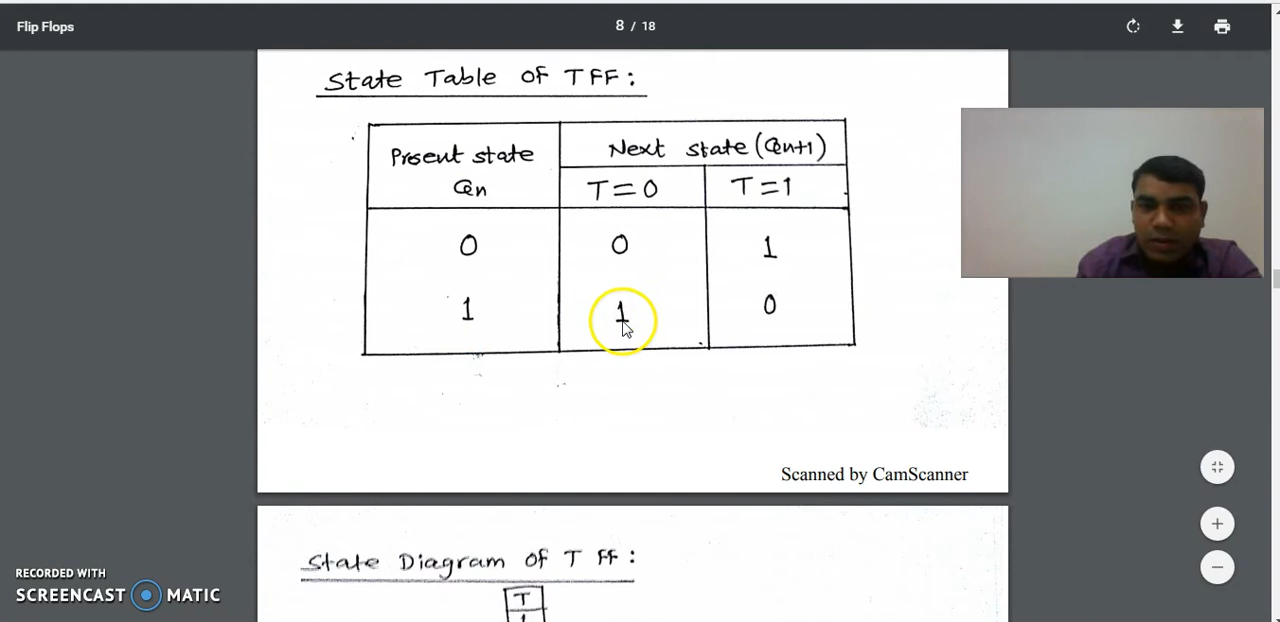 Flip Flops
8 / 18
State Table of TFF:
Present state
Qn
Next state (Qn+1)
T=0
T=1
0
0
1
1
1
0
Scanned by CamScanner
State Diagram of T FF:
T
1
RECORDED WITH
SCREENCAST MATIC